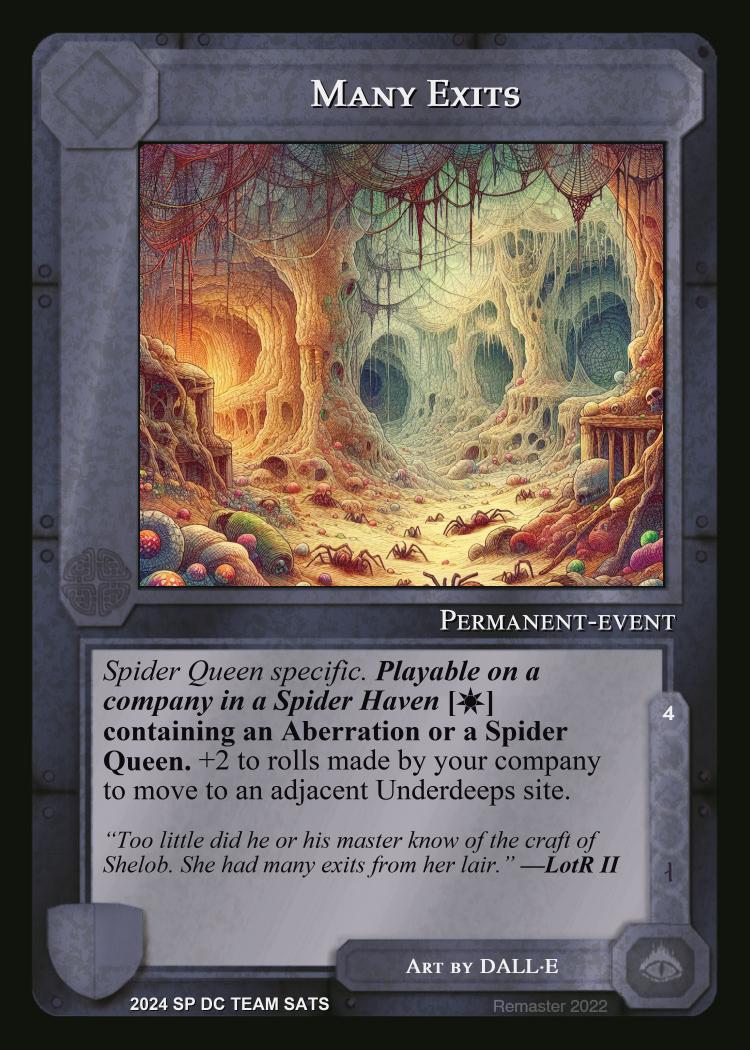 Many Exits
Permanent-event
Spider Queen specific. Playable on a
company in a Spider Haven [☀]
containing an Aberration or a Spider
Queen. +2 to rolls made by your company
to move to an adjacent Underdeeps site.
4
“Too little did he or his master know of the craft of
Shelob. She had many exits from her lair.” —LotR II
Art by DALL·E
2024 SP DC TEAM SATS
Remaster 2022